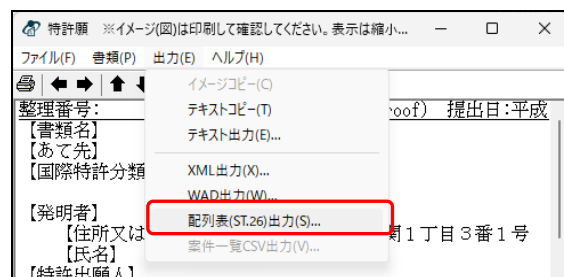 特許願 ※イメージ(図)は印刷して確認してください。表示は縮小...
ファイル(F) 書類(P) 出力(E) ヘルプ(H)
イメージコピー(C)
テキストコピー(T)
テキスト出力(E)...
XML出力(X)...
WAD出力(W)...
配列表(ST.26)出力(S)...
案件一覧CSV出力(V)...
整理番号: roof) 提出日:平成
【書類名】
【あて先】
【国際特許分類
【発明者】
【住所又は 関1丁目3番1号
【氏名】
【特許出願人】